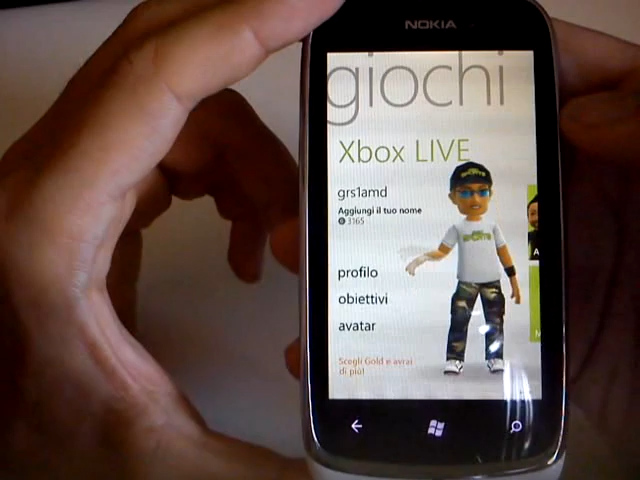 NOKIA
giochi
Xbox LIVE
grs1amd
Aggiungi il tuo nome
G 3165
profilo
obiettivi
avatar
Scegli Gold e avrai
di più!